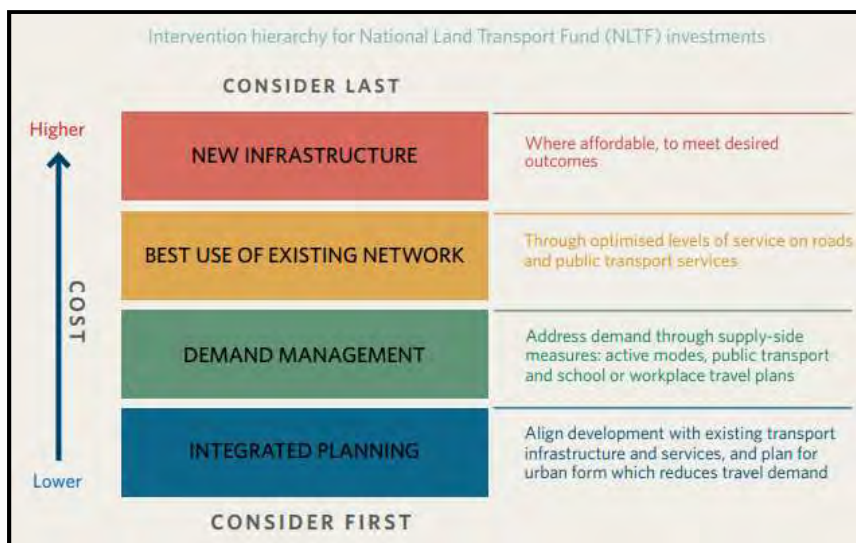 Intervention hierarchy for National Land Transport Fund (NLTF) investments
CONSIDER LAST
Higher
NEW INFRASTRUCTURE
Where affordable, to meet desired
outcomes
BEST USE OF EXISTING NETWORK
Through optimised levels of service on roads
and public transport services
COST
DEMAND MANAGEMENT
Address demand through supply-side
measures: active modes, public transport
and school or workplace travel plans
INTEGRATED PLANNING
Align development with existing transport
infrastructure and services, and plan for
urban form which reduces travel demand
Lower
CONSIDER FIRST